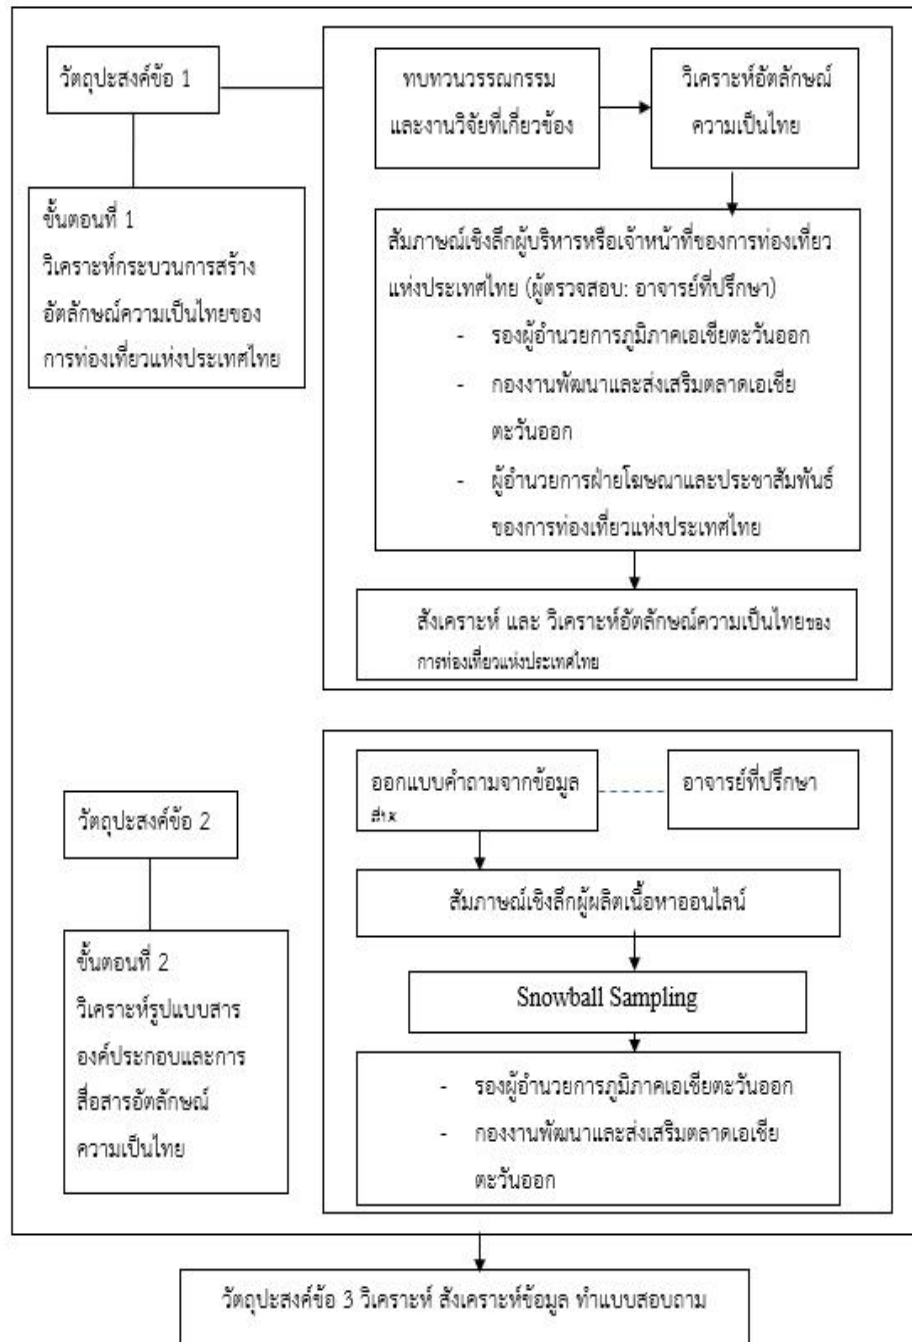 วัตถุประสงค์ข้อ 1
ทบทวนวรรณกรรม
และงานวิจัยที่เกี่ยวข้อง
วิเคราะห์อัตลักษณ์
ความเป็นไทย
ขั้นตอนที่ 1
วิเคราะห์กระบวนการสร้าง
อัตลักษณ์ความเป็นไทยของ
การท่องเที่ยวแห่งประเทศไทย
สัมภาษณ์เชิงลึกผู้บริหารหรือเจ้าหน้าที่ของการท่องเที่ยว
แห่งประเทศไทย (ผู้ตรวจสอบ: อาจารย์ที่ปรึกษา)
- รองผู้อำนวยการภูมิภาคเอเชียตะวันออก
- กองงานพัฒนาและส่งเสริมตลาดเอเชีย
ตะวันออก
- ผู้อำนวยการฝ่ายโฆษณาและประชาสัมพันธ์
ของการท่องเที่ยวแห่งประเทศไทย
สังเคราะห์ และ วิเคราะห์อัตลักษณ์ความเป็นไทยของ
การท่องเที่ยวแห่งประเทศไทย
วัตถุประสงค์ข้อ 2
ออกแบบคำถามจากข้อมูล
อาจารย์ที่ปรึกษา
สัมภาษณ์เชิงลึกผู้ผลิตเนื้อหาออนไลน์
ขั้นตอนที่ 2
วิเคราะห์รูปแบบสาร
องค์ประกอบและการ
สื่อสารอัตลักษณ์
ความเป็นไทย
Snowball Sampling
- รองผู้อำนวยการภูมิภาคเอเชียตะวันออก
- กองงานพัฒนาและส่งเสริมตลาดเอเชีย
ตะวันออก
วัตถุประสงค์ข้อ 3 วิเคราะห์ สังเคราะห์ข้อมูล ทำแบบสอบถาม